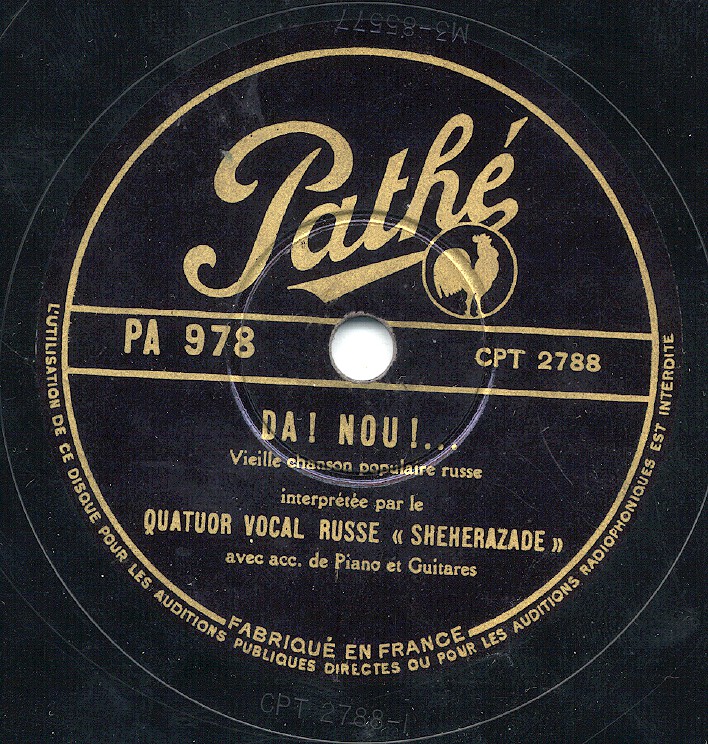 M3-83577
Pathé
PA 978
CPT 2788
DA! NOU!...
Vieille chanson populaire russe
interprétée par le
QUATUOR VOCAL RUSSE « SHEHERAZADE »
avec acc. de Piano et Guitares
FABRIQUÉ EN FRANCE
L'UTILISATION DE CE DISQUE POUR LES AUDITIONS PUBLIQUES DIRECTES OU POUR LES AUDITIONS RADIOPHONIQUES EST INTERDITE
CPT 2788-1